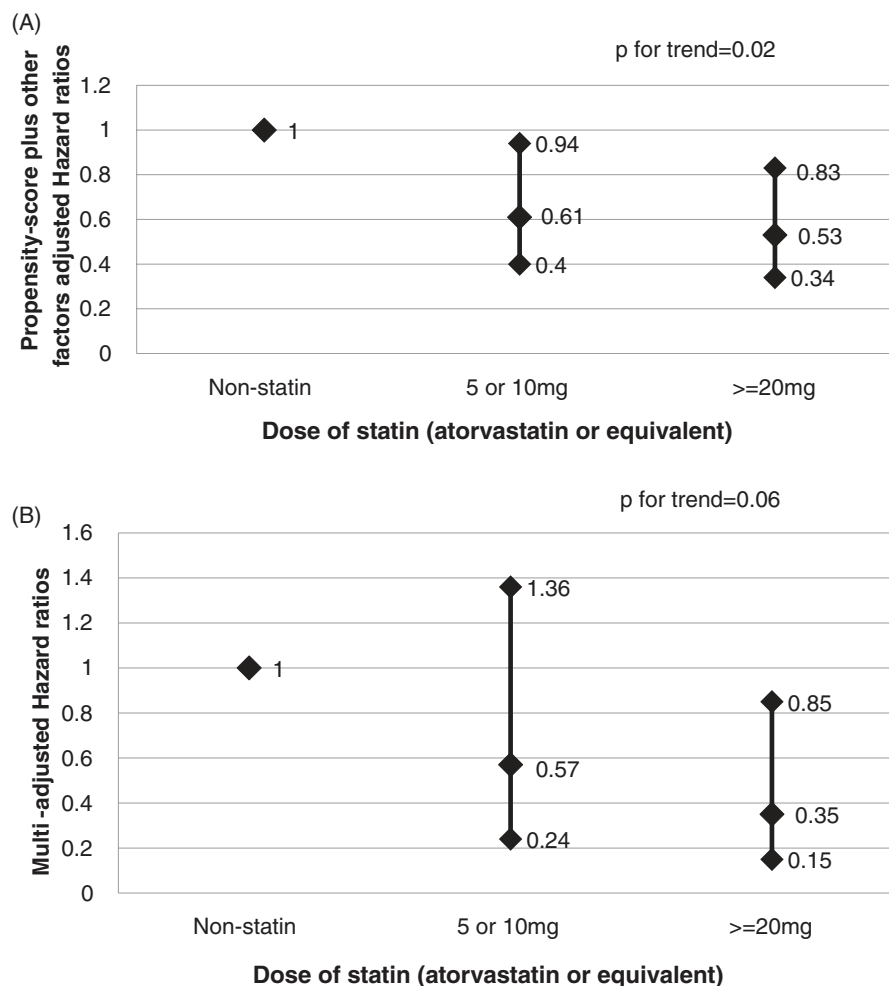 (A)
p for trend=0.02
Propensity-score plus other
factors adjusted Hazard ratios
1.2
1
0.8
0.6
0.4
0.2
0
1
0.94
0.61
0.4
0.83
0.53
0.34
Non-statin
5 or 10mg
>=20mg
Dose of statin (atorvastatin or equivalent)
(B)
p for trend=0.06
Multi -adjusted Hazard ratios
1.6
1.4
1.2
1
0.8
0.6
0.4
0.2
0
1
1.36
0.57
0.24
0.85
0.35
0.15
Non-statin
5 or 10mg
>=20mg
Dose of statin (atorvastatin or equivalent)